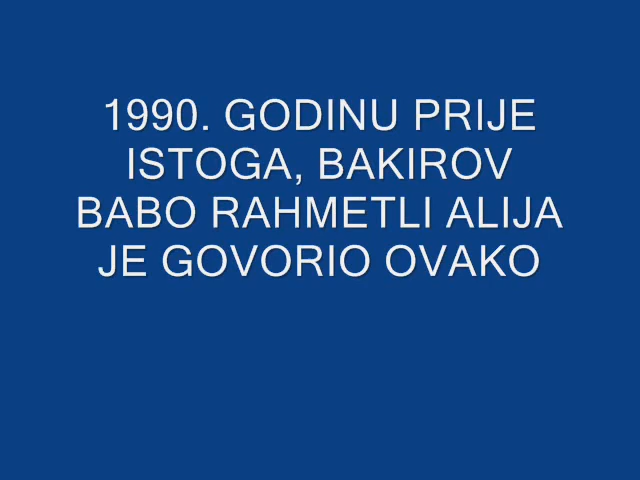 1990. GODINU PRIJE
ISTOGA, BAKIROV
BABO RAHMETLI ALIJA
JE GOVORIO OVAKO